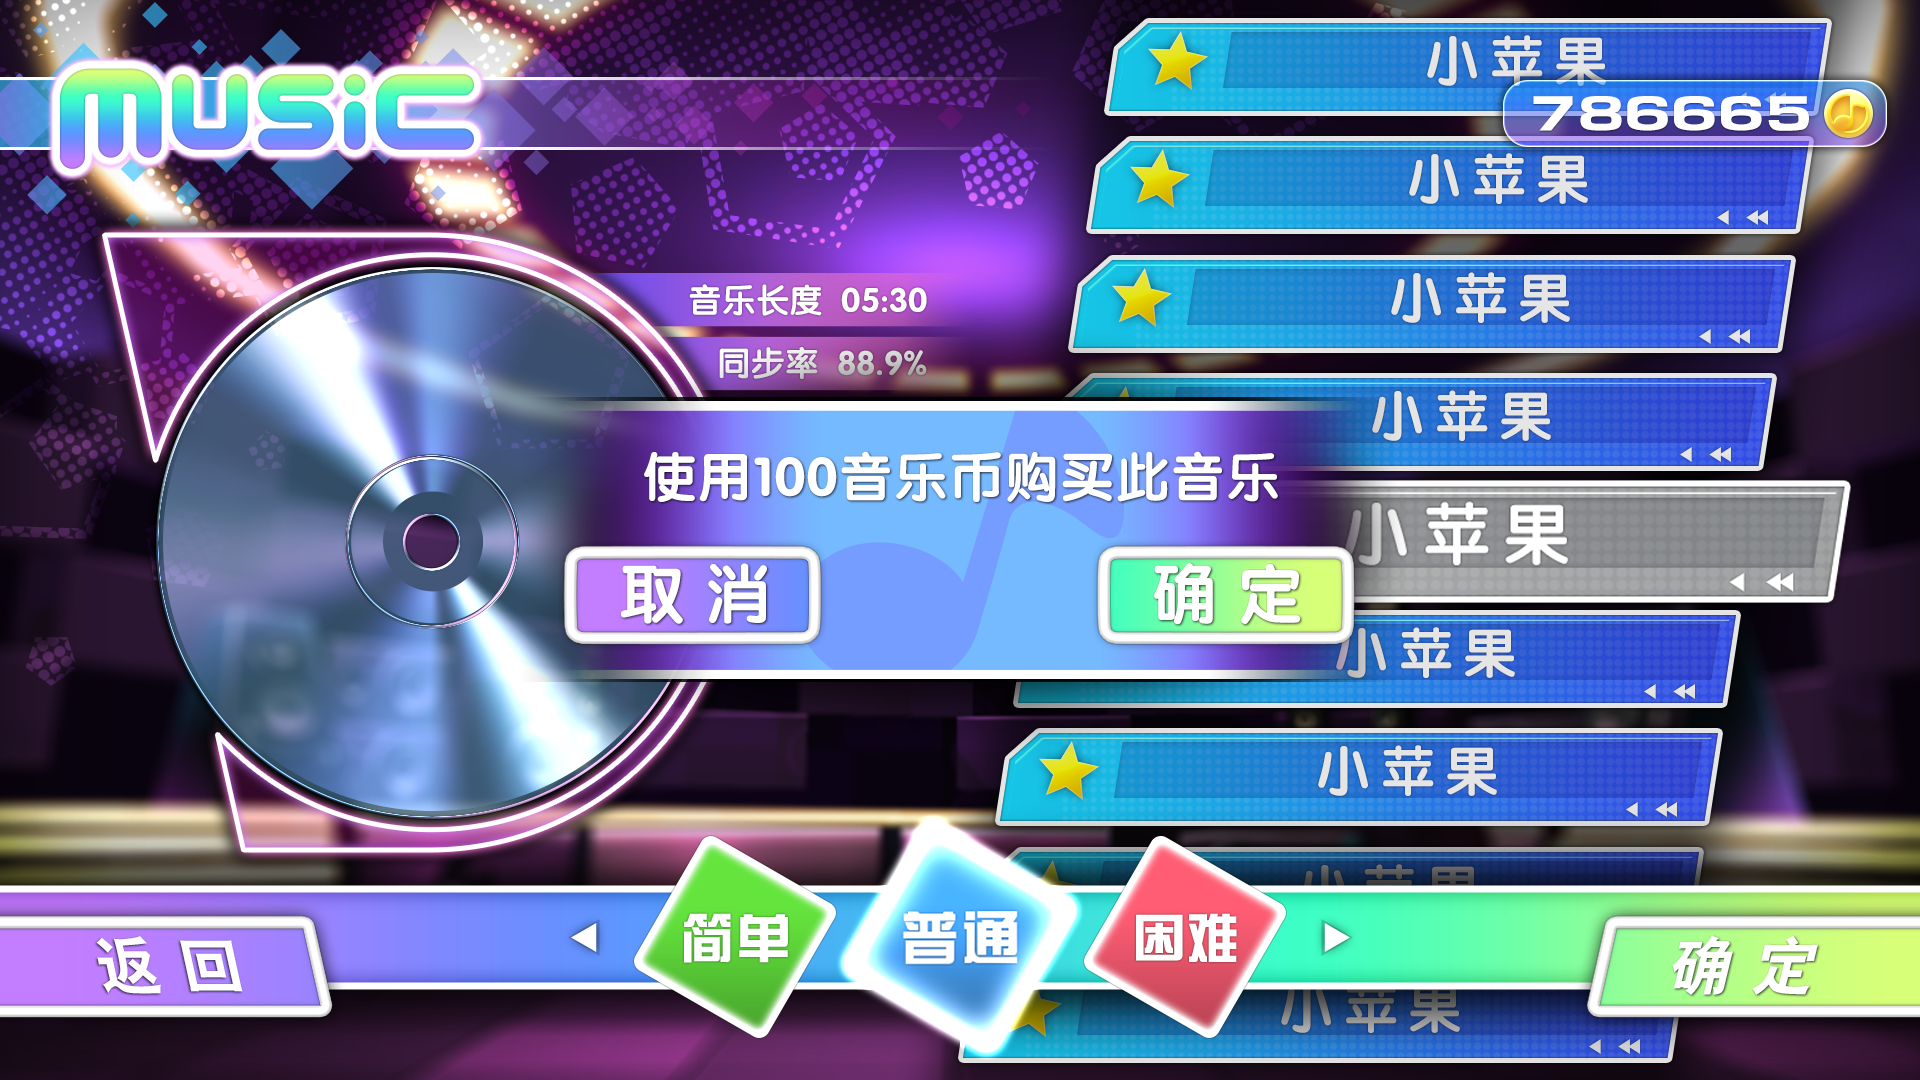 MUSiC
小苹果
786665
小苹果
音乐长度 05:30
小苹果
同步率 88.9%
小苹果
使用100音乐币购买此音乐
小苹果
取消
确定
小苹果
小苹果
小苹果
简单
普通
困难
返回
确定
小苹果